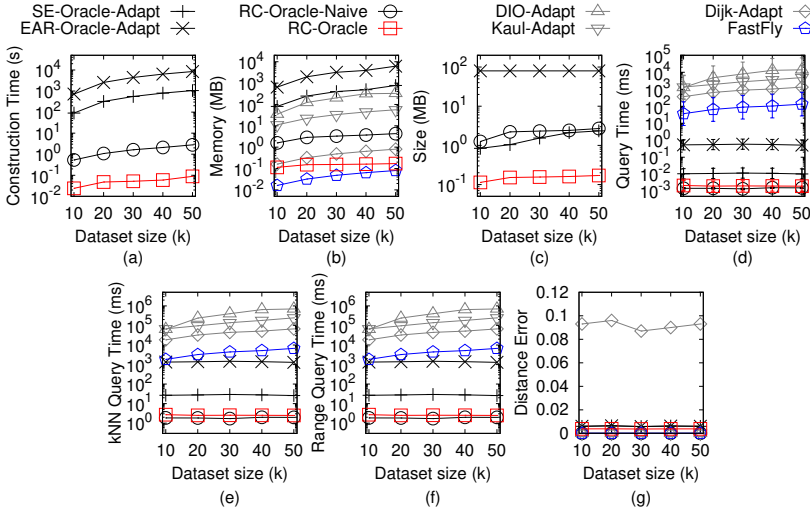 SE-Oracle-Adapt RC-Oracle-Naive DIO-Adapt Dijk-Adapt
EAR-Oracle-Adapt RC-Oracle Kaul-Adapt FastFly
Construction Time (s)
10^5
10^4
10^3
10^2
10^1
10^0
10^-1
10^-2
10 20 30 40 50
Dataset size (k)
(a)
Memory (MB)
10^4
10^3
10^2
10^1
10^0
10^-1
10^-2
10 20 30 40 50
Dataset size (k)
(b)
Size (MB)
10^2
10^1
10^0
10^-1
10 20 30 40 50
Dataset size (k)
(c)
Query Time (ms)
10^5
10^4
10^3
10^2
10^1
10^0
10^-1
10^-2
10^-3
10 20 30 40 50
Dataset size (k)
(d)
kNN Query Time (ms)
10^6
10^5
10^4
10^3
10^2
10^1
10^0
10 20 30 40 50
Dataset size (k)
(e)
Range Query Time (ms)
10^6
10^5
10^4
10^3
10^2
10^1
10^0
10 20 30 40 50
Dataset size (k)
(f)
Distance Error
0.12
0.1
0.08
0.06
0.04
0.02
0
10 20 30 40 50
Dataset size (k)
(g)